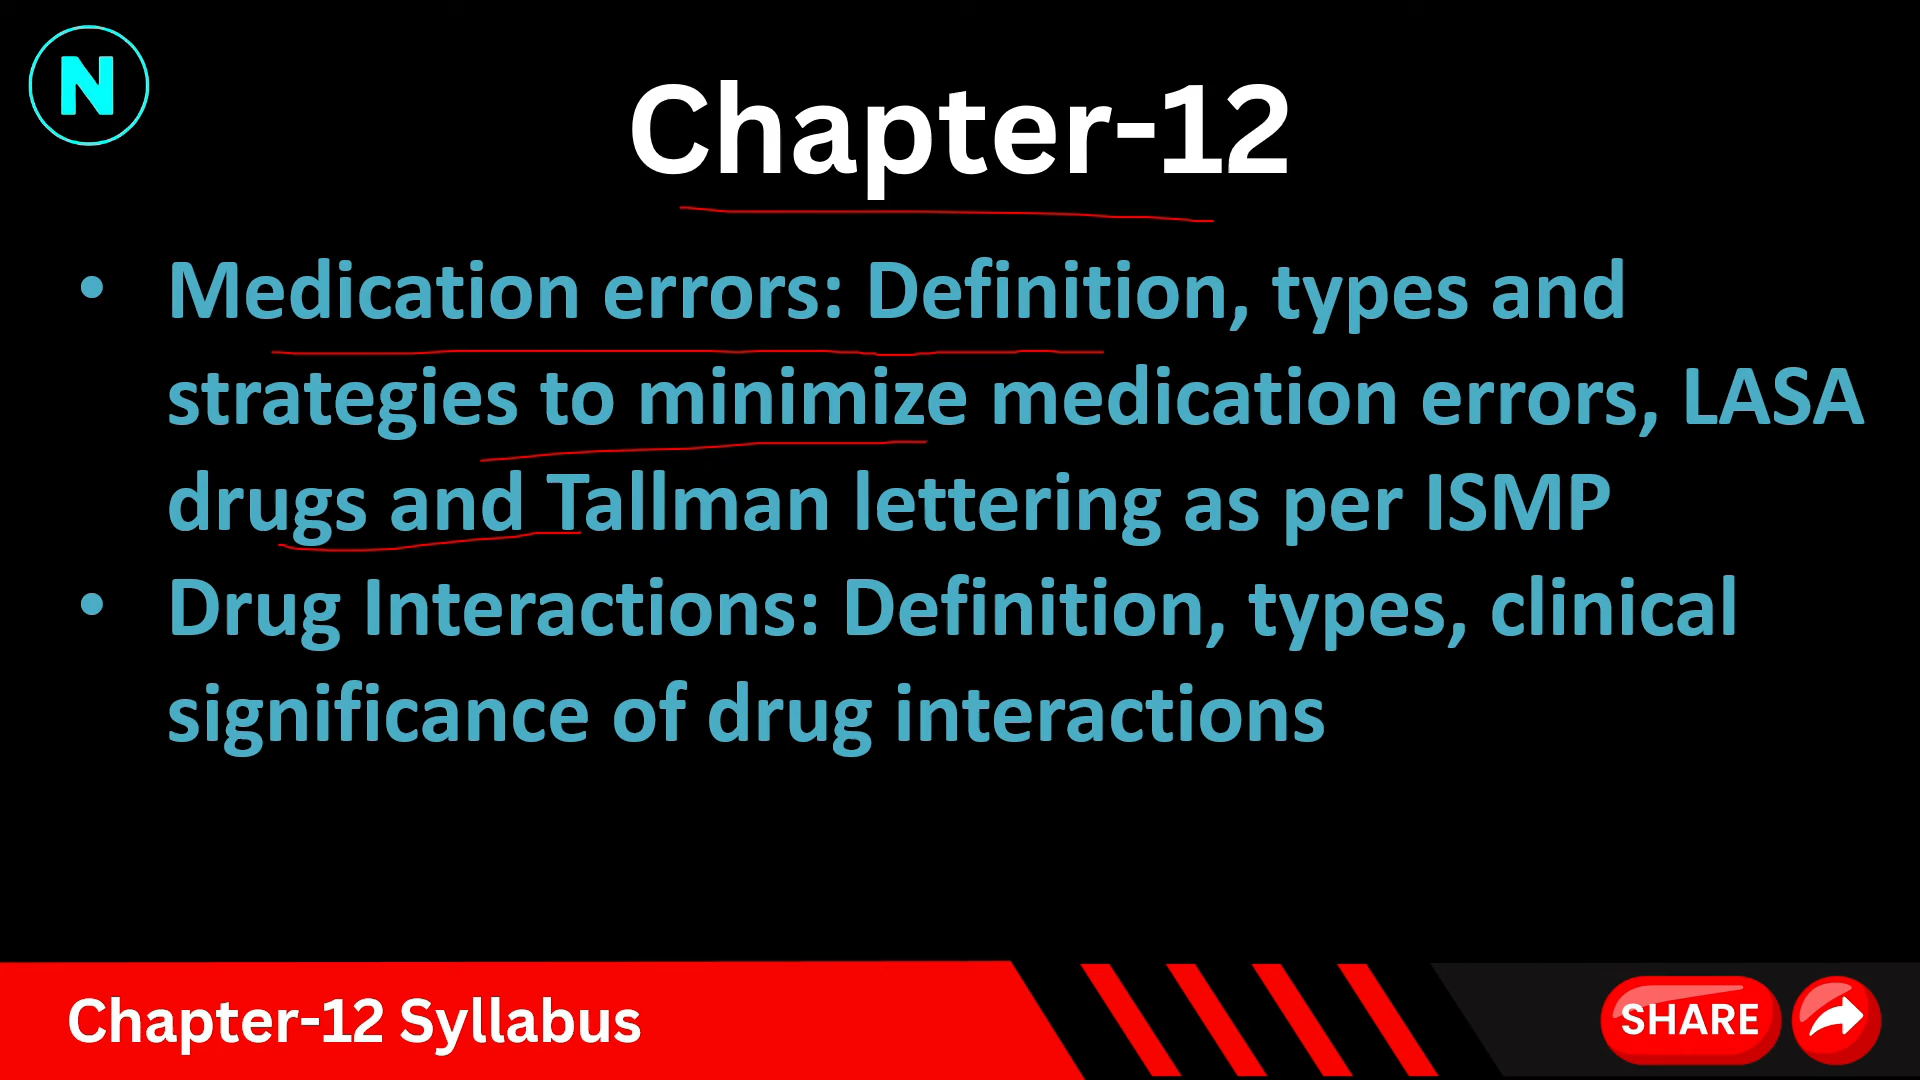 N
Chapter-12
• Medication errors: Definition, types and
strategies to minimize medication errors, LASA
drugs and Tallman lettering as per ISMP
• Drug Interactions: Definition, types, clinical
significance of drug interactions
Chapter-12 Syllabus
SHARE